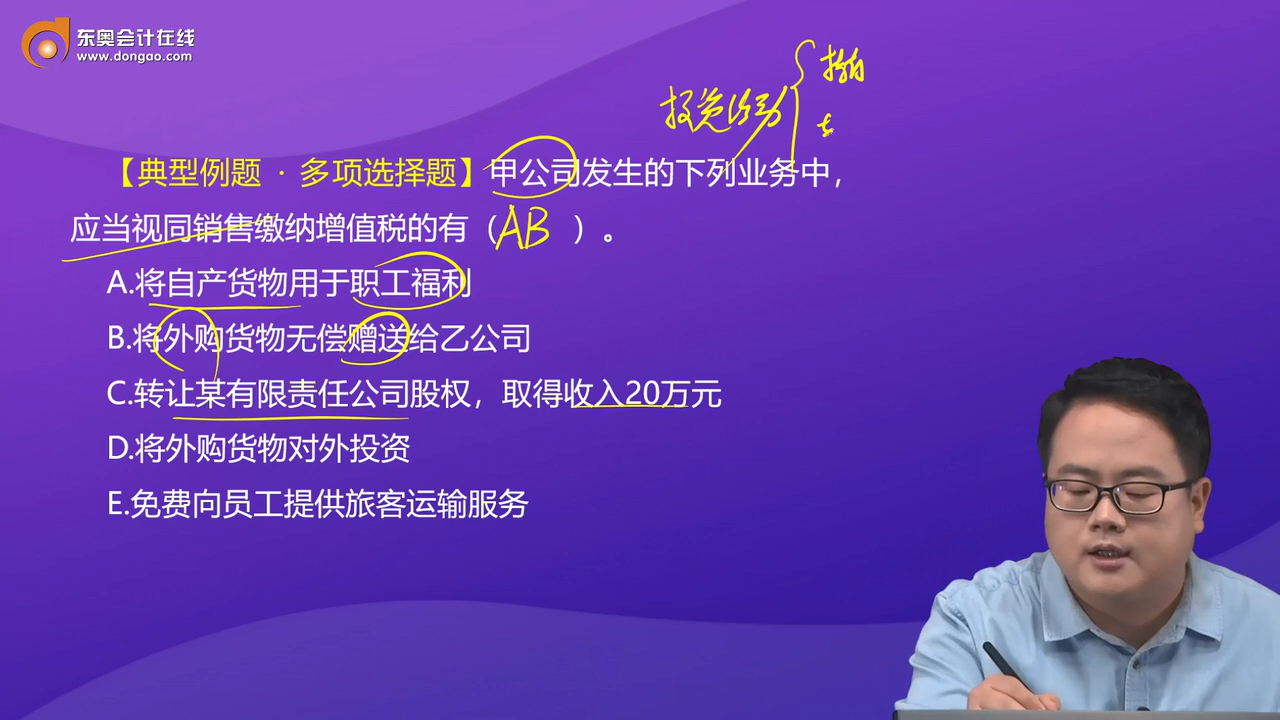 东奥会计在线
www.dongao.com
投资活动
【典型例题·多项选择题】甲公司发生的下列业务中，
应当视同销售缴纳增值税的有（AB）。
A.将自产货物用于职工福利
B.将外购货物无偿赠送给乙公司
C.转让某有限责任公司股权，取得收入20万元
D.将外购货物对外投资
E.免费向员工提供旅客运输服务